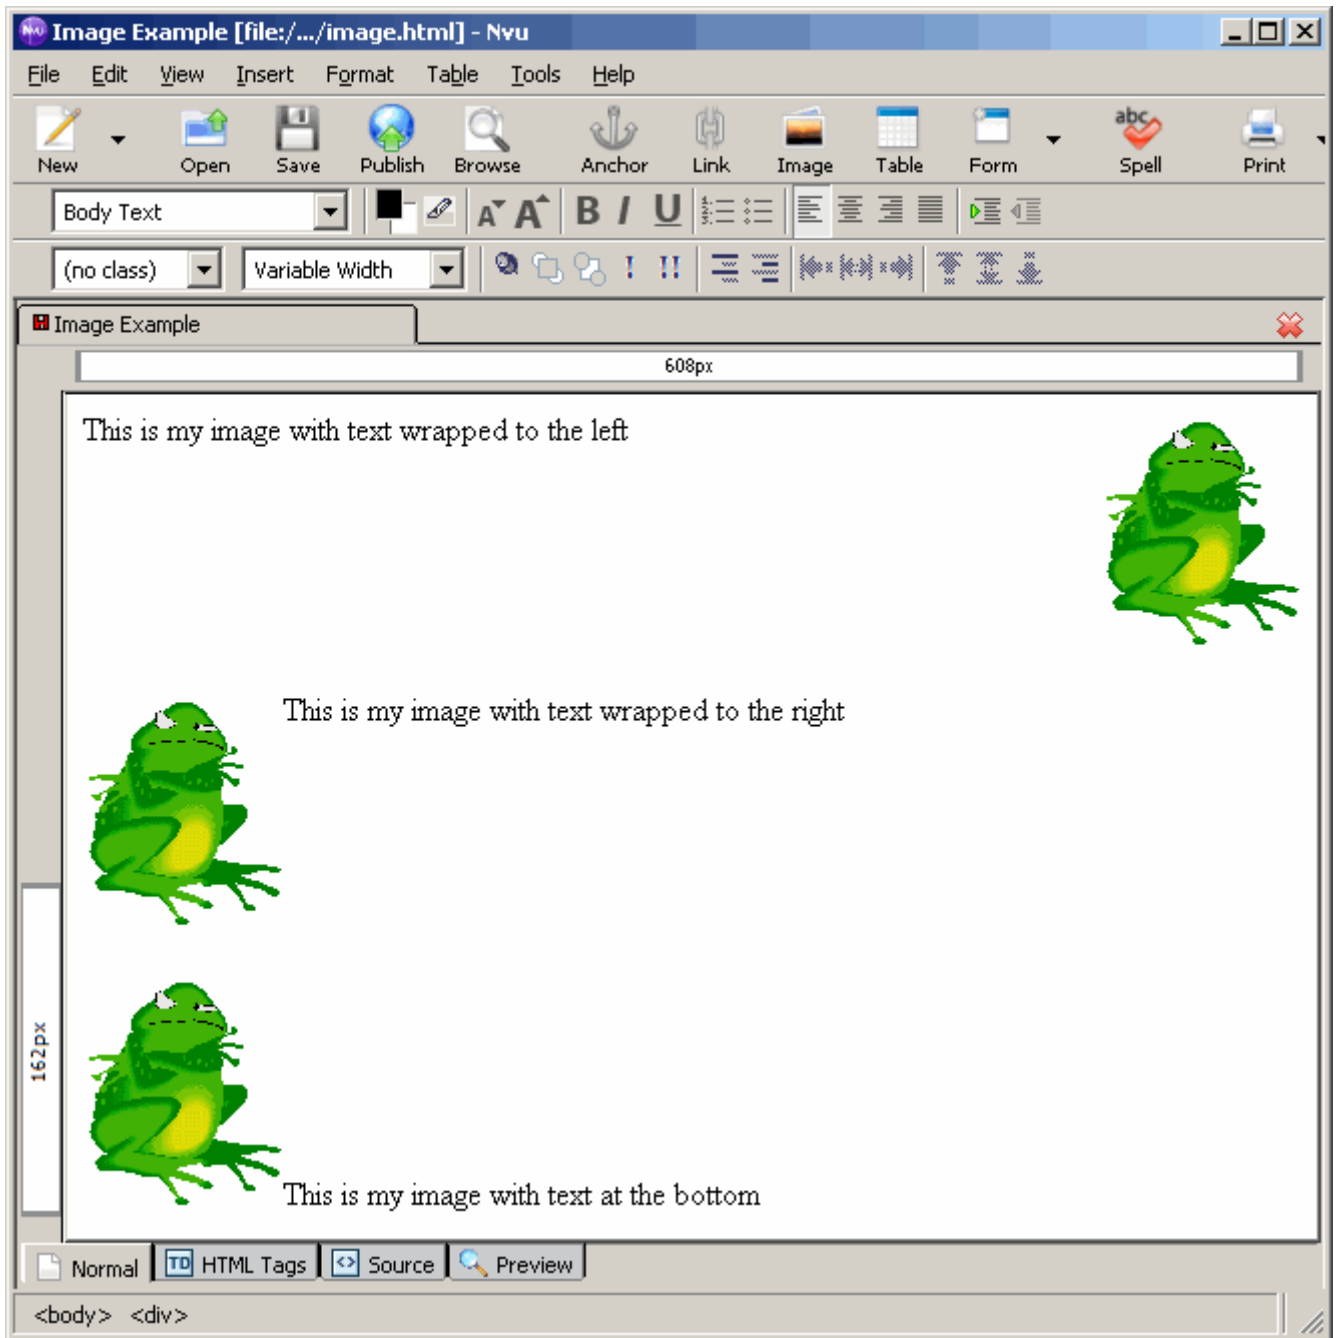 Image Example [file:/.../image.html] - Nvu
File Edit View Insert Format Table Tools Help
New Open Save Publish Browse Anchor Link Image Table Form abc Spell Print
Body Text A A B I U
(no class) Variable Width ! !!
Image Example
608px
This is my image with text wrapped to the left
This is my image with text wrapped to the right
162px
This is my image with text at the bottom
Normal TD HTML Tags <> Source Preview
<body> <div>